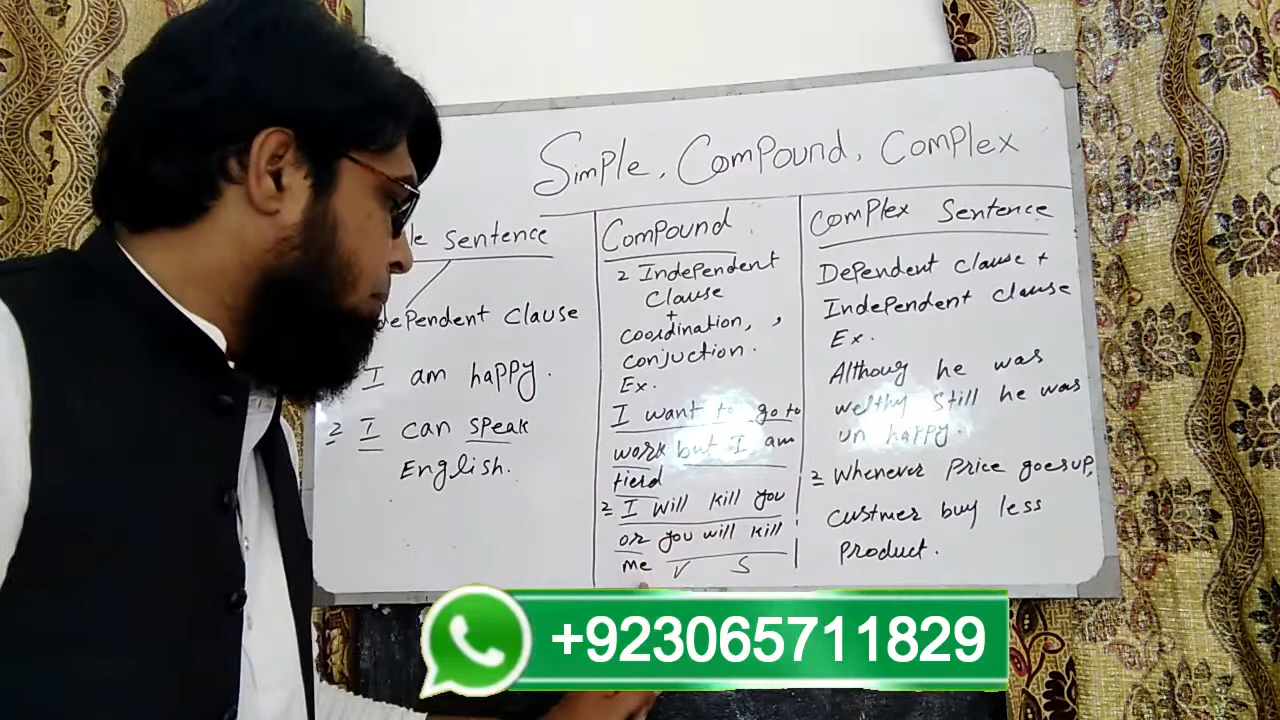 Simple, Compound, Complex
le Sentence
dependent clause
I am happy.
2 I can speak
English.
Compound
2 Independent
Clause
+
coordination, ,
conjuction.
Ex.
I want to go to
work but I am
tierd
2 I will kill you
or you will kill
me V S
Complex Sentence
Dependent clause +
Independent clause
Ex.
Althoug he was
welthy still he was
un happy.
2 Whenever price goesup,
custmer buy less
product.
+923065711829